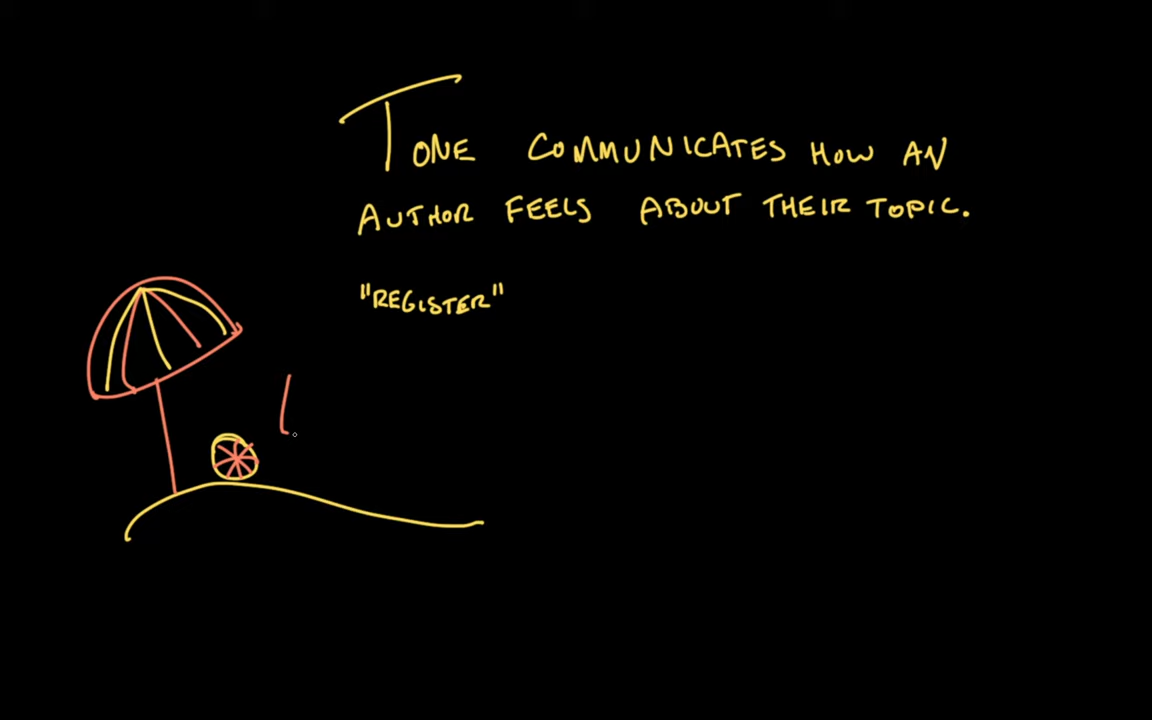 TONE COMMUNICATES HOW AN
AUTHOR FEELS ABOUT THEIR TOPIC.
"REGISTER"